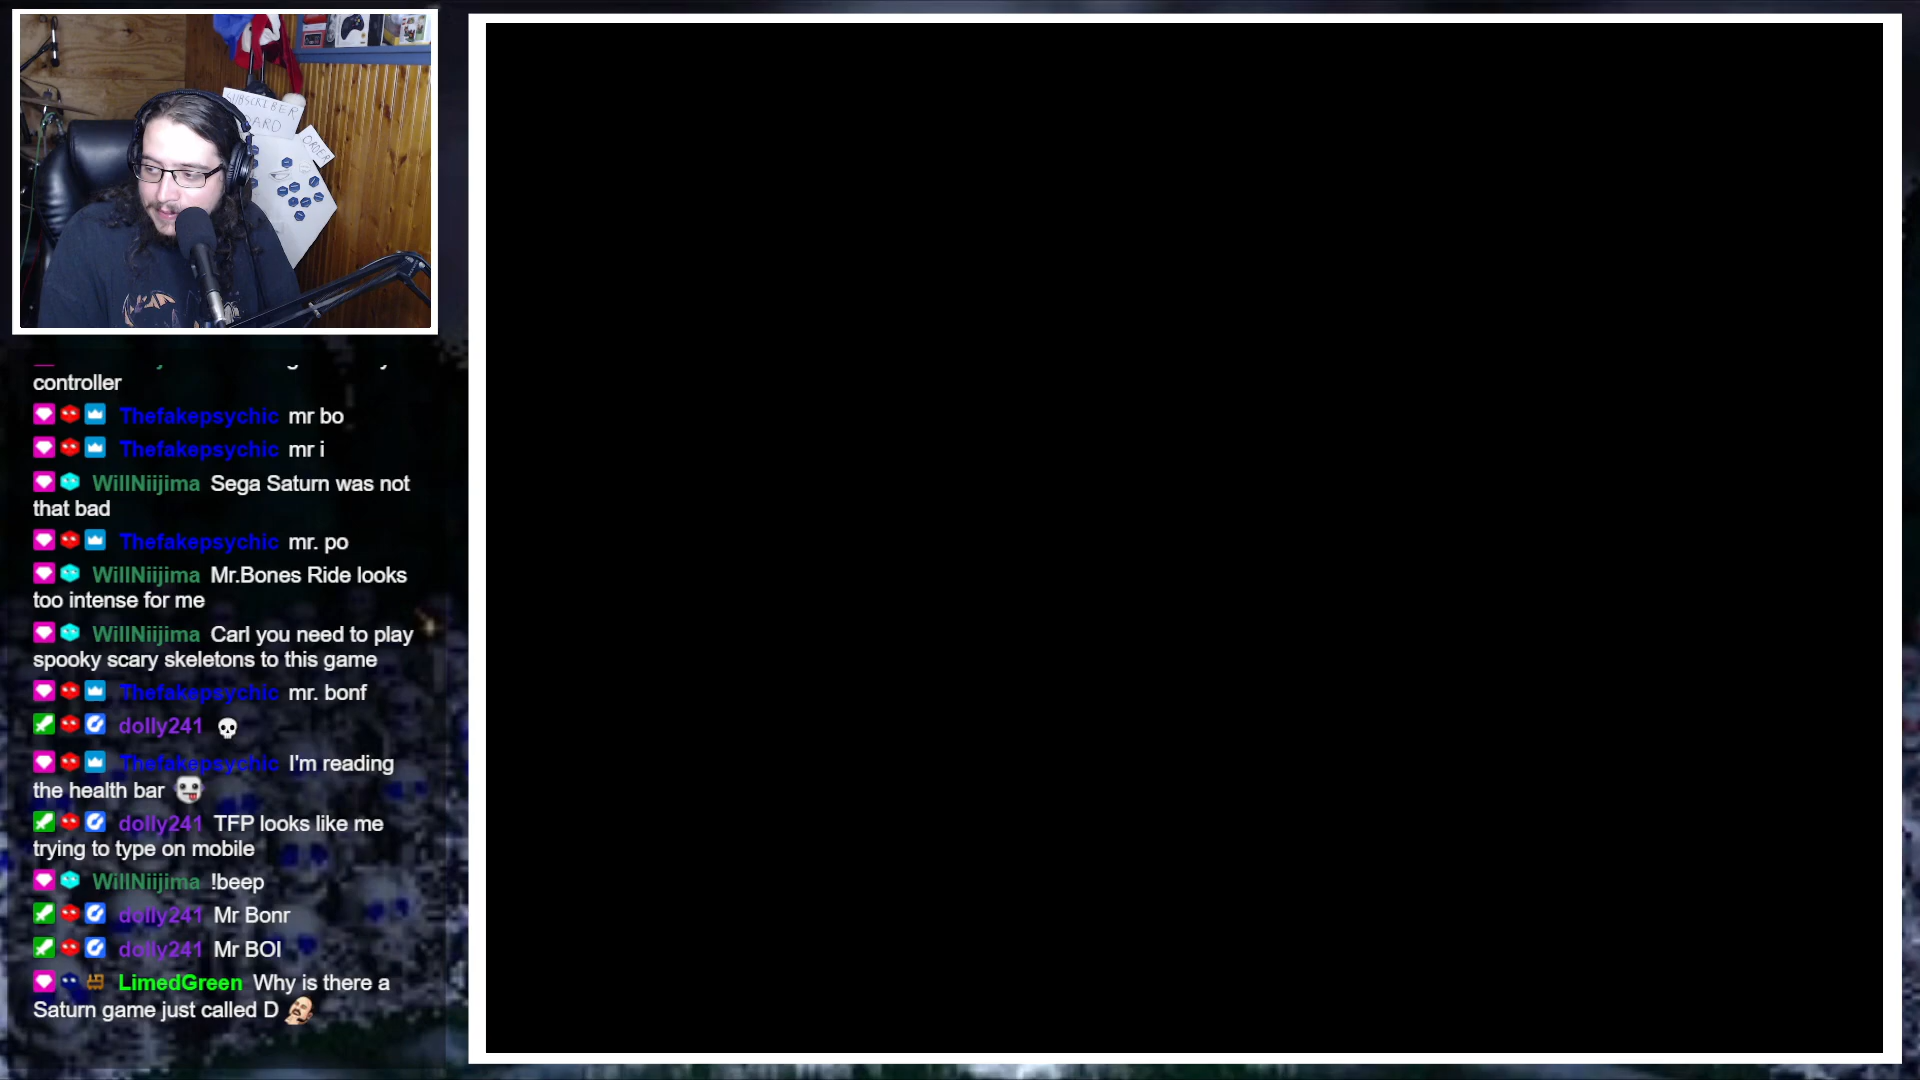 SUBSCRIBER
BOARD
ORDER
controller
Thefakepsychic mr bo
Thefakepsychic mr i
WillNiijima Sega Saturn was not
that bad
Thefakepsychic mr. po
WillNiijima Mr.Bones Ride looks
too intense for me
WillNiijima Carl you need to play
spooky scary skeletons to this game
Thefakepsychic mr. bonf
dolly241
Thefakepsychic I'm reading
the health bar
dolly241 TFP looks like me
trying to type on mobile
WillNiijima !beep
dolly241 Mr Bonr
dolly241 Mr BOI
LimedGreen Why is there a
Saturn game just called D